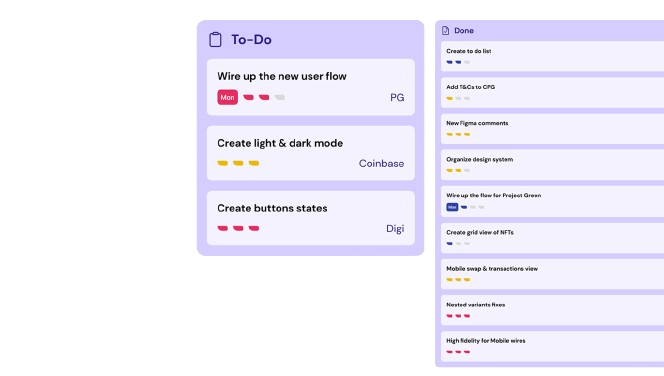 To-Do
Wire up the new user flow
Mon
PG
Create light & dark mode
Coinbase
Create buttons states
Digi
Done
Create to do list
Add T&Cs to CPG
New Figma comments
Organize design system
Wire up the flow for Project Green
Mon
Create grid view of NFTs
Mobile swap & transactions view
Nested variants fixes
High fidelity for Mobile wires